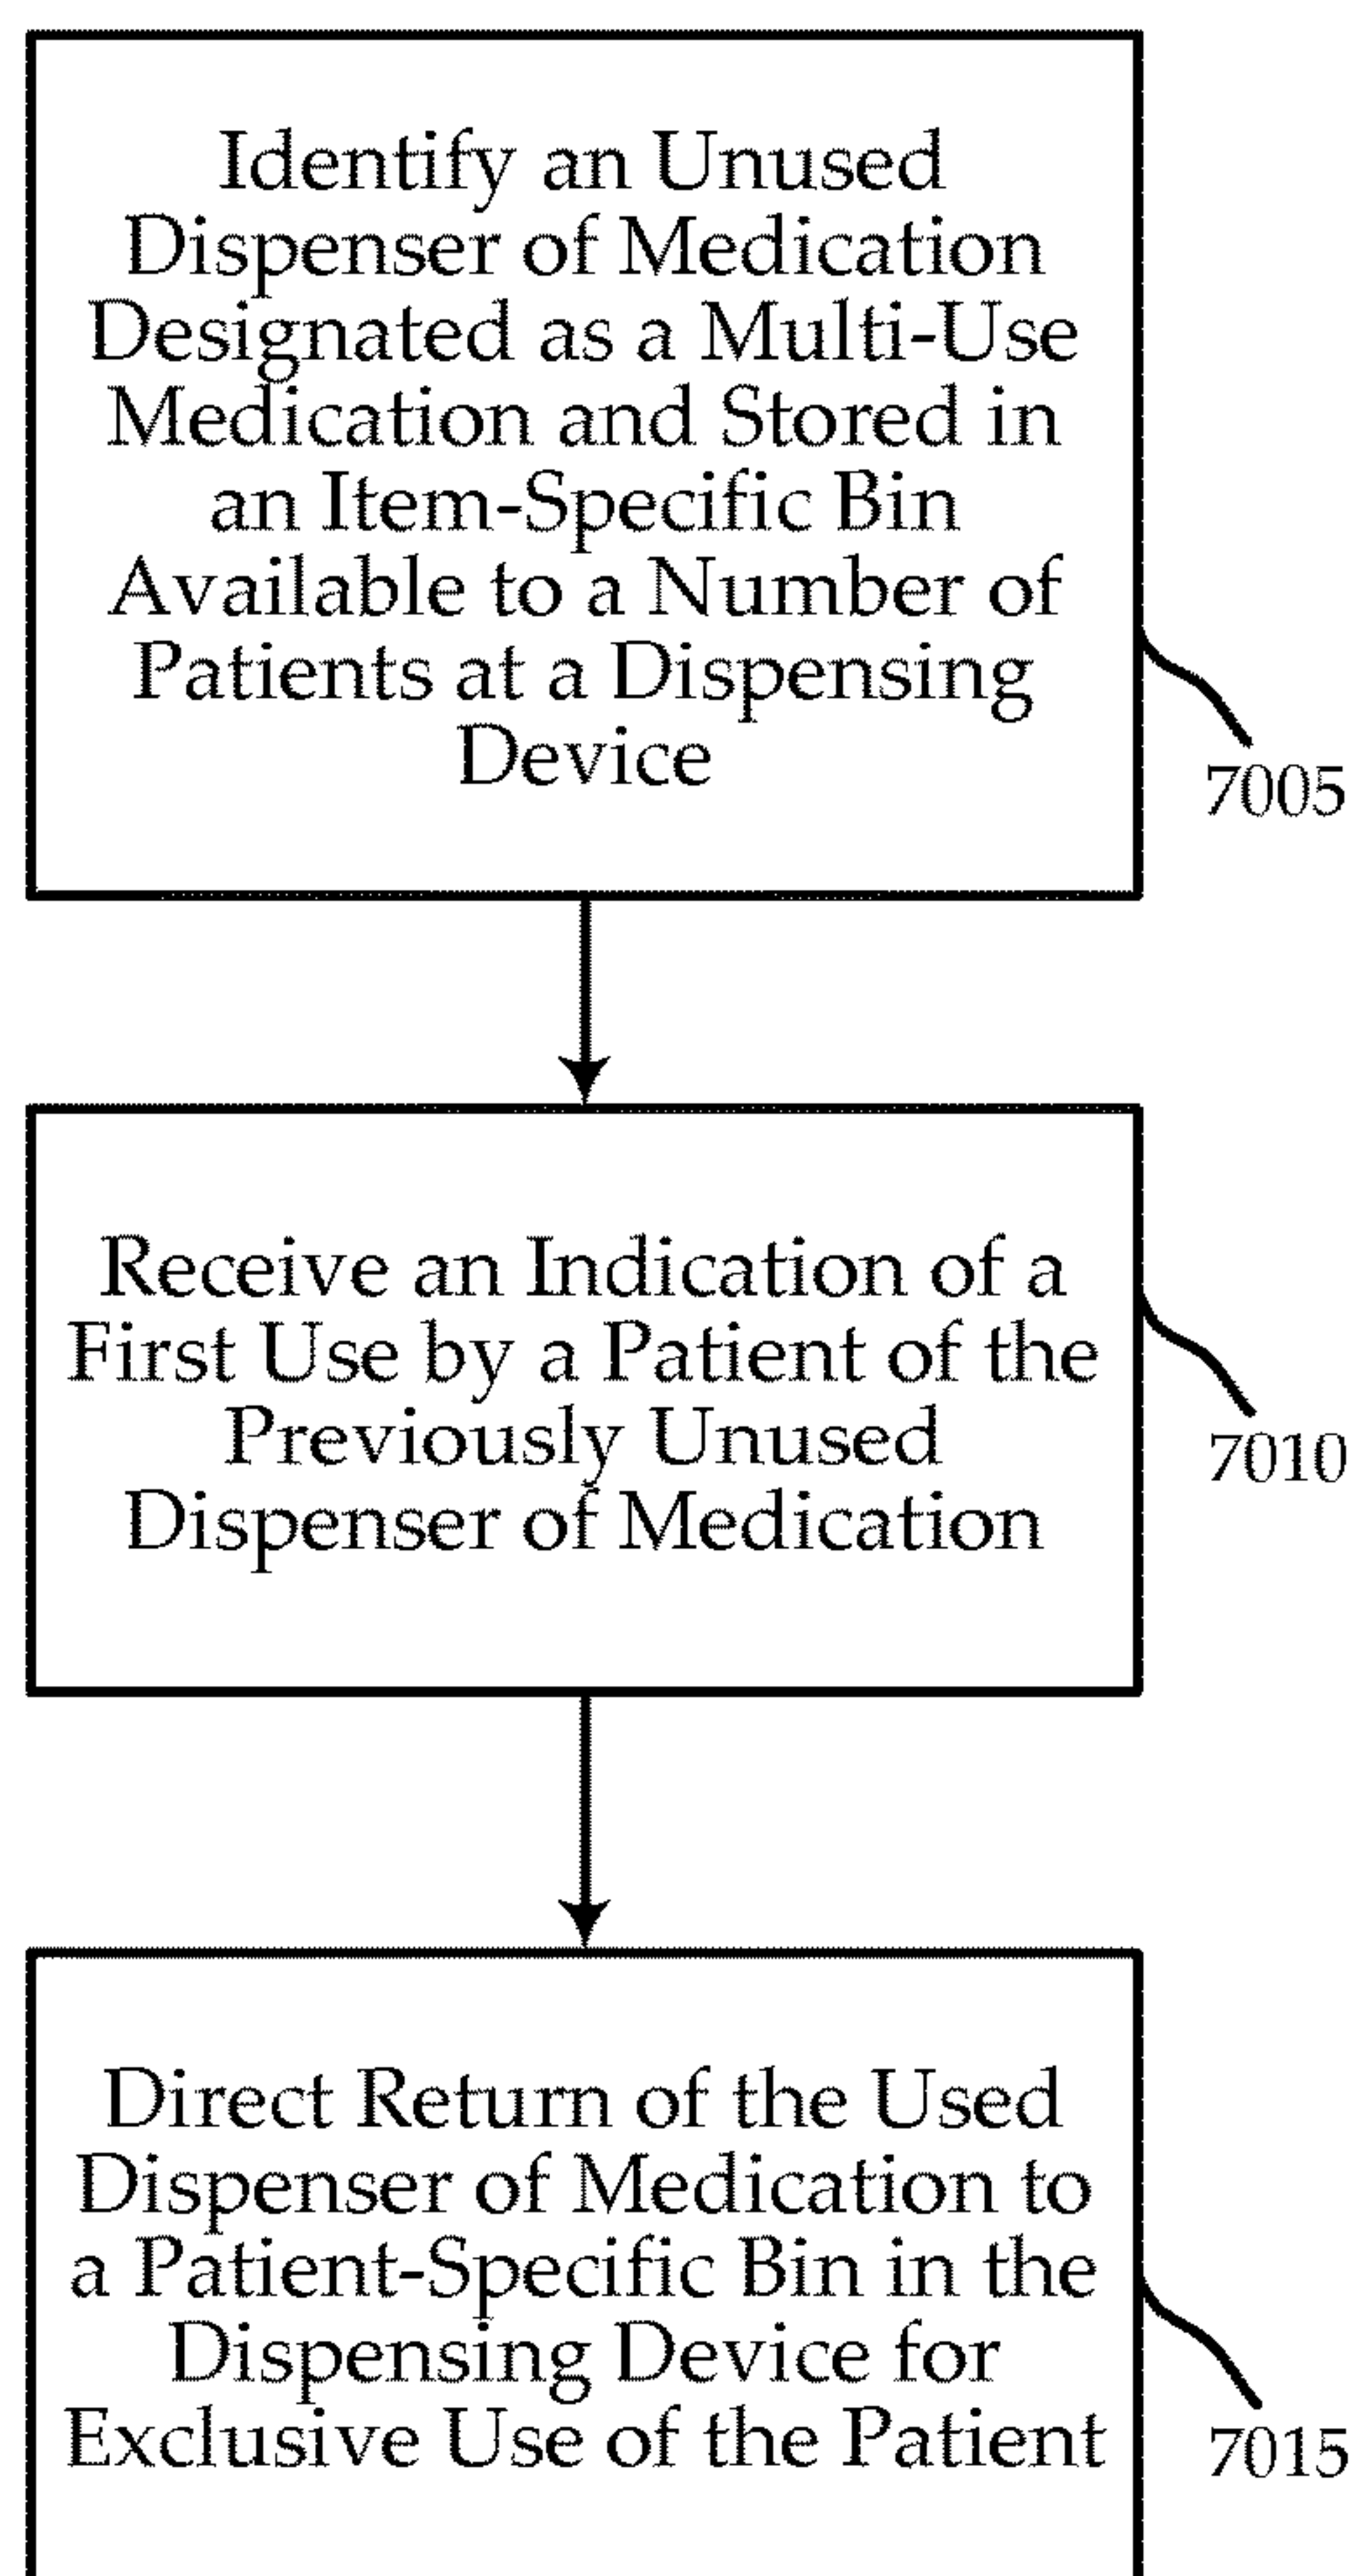 Identify an Unused
Dispenser of Medication
Designated as a Multi-Use
Medication and Stored in
an Item-Specific Bin
Available to a Number of
Patients at a Dispensing
Device
7005
Receive an Indication of a
First Use by a Patient of the
Previously Unused
Dispenser of Medication
7010
Direct Return of the Used
Dispenser of Medication to
a Patient-Specific Bin in the
Dispensing Device for
Exclusive Use of the Patient
7015